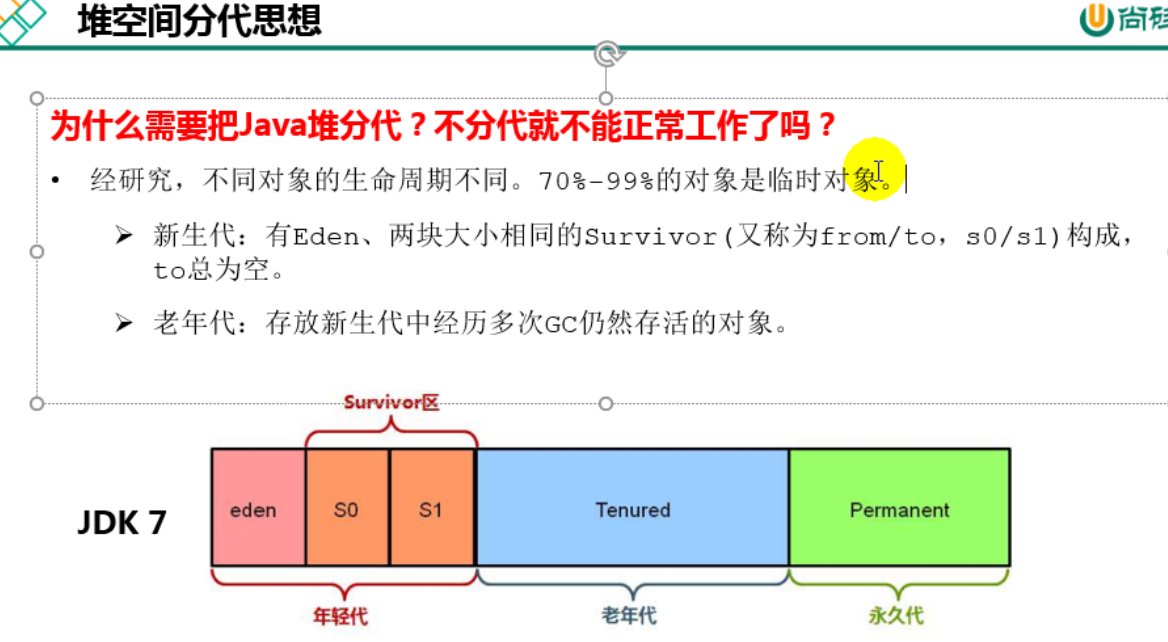 堆空间分代思想
尚硅
为什么需要把Java堆分代？不分代就不能正常工作了吗？
• 经研究，不同对象的生命周期不同。70%-99%的对象是临时对象。
➢ 新生代：有Eden、两块大小相同的Survivor(又称为from/to，s0/s1)构成，
to总为空。
➢ 老年代：存放新生代中经历多次GC仍然存活的对象。
Survivor区
JDK 7
eden S0 S1 Tenured Permanent
年轻代 老年代 永久代